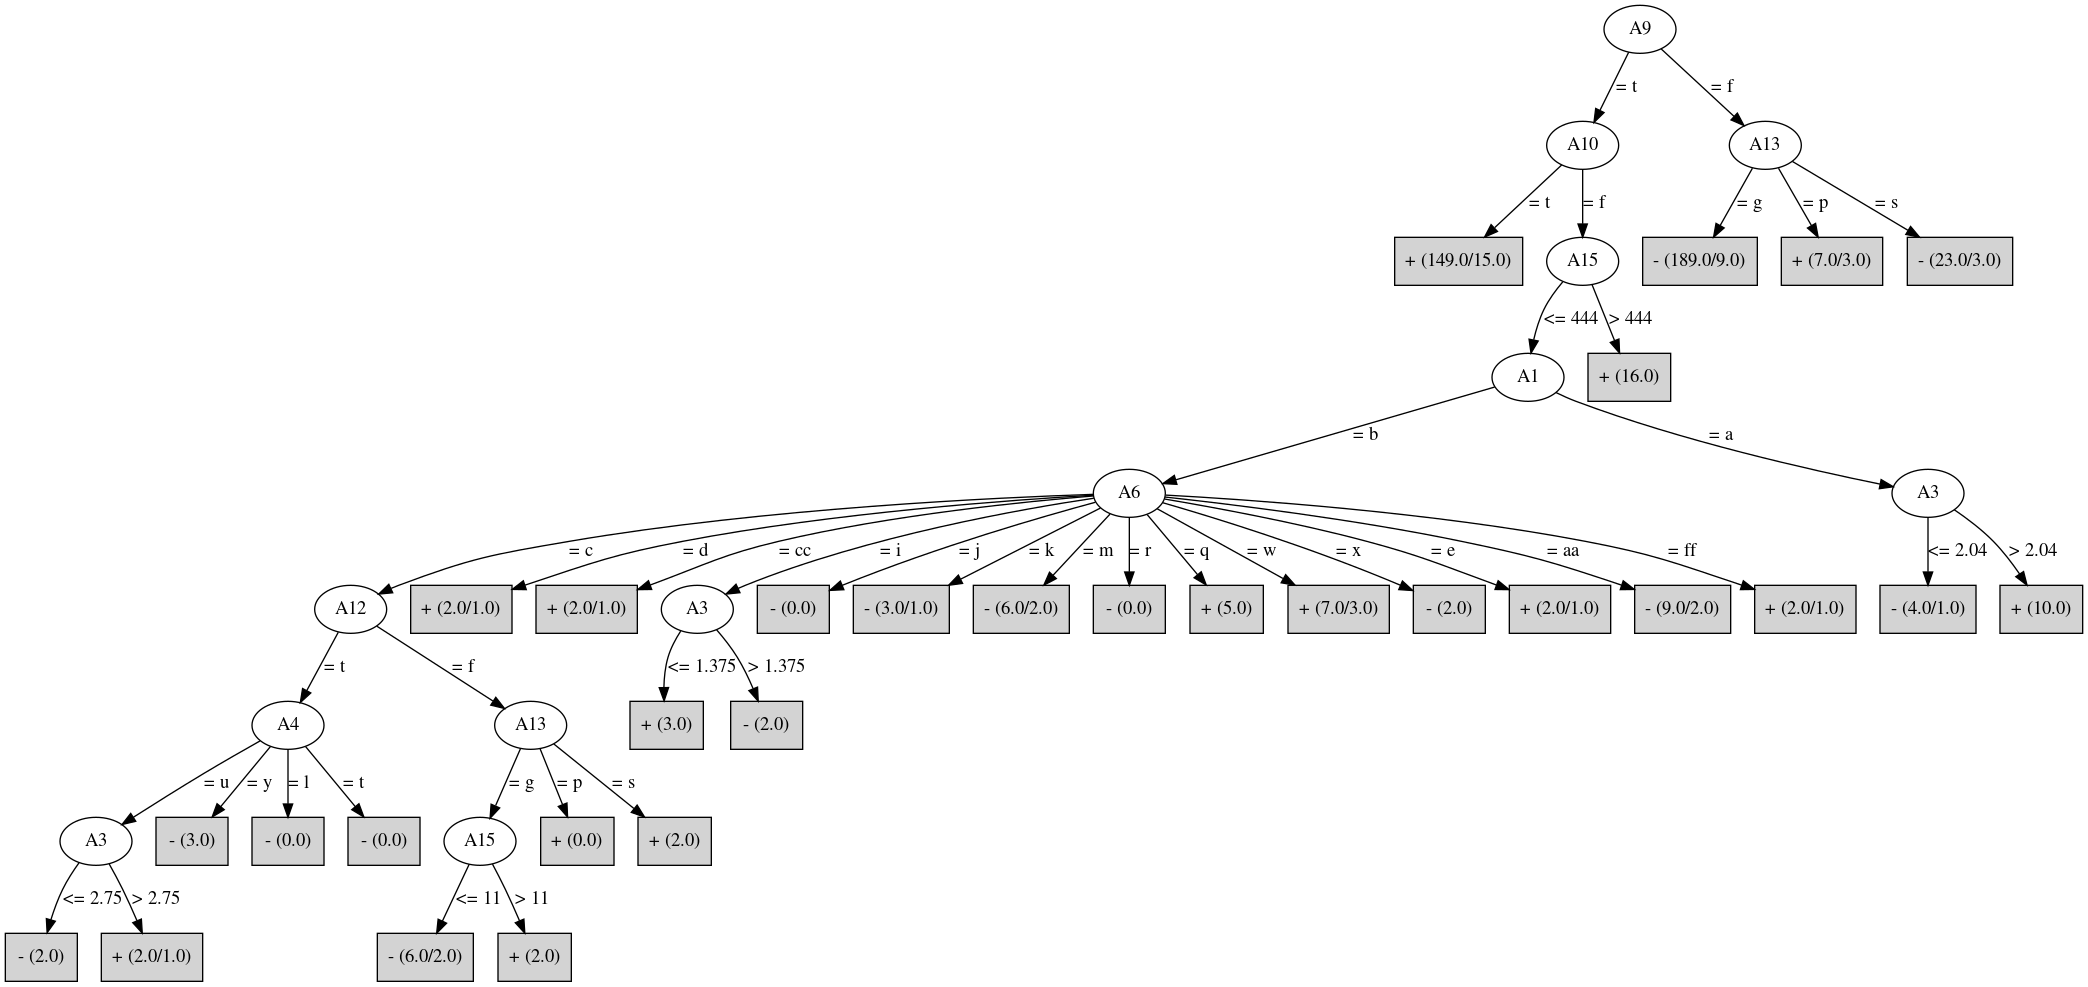 A9
= t
= f
A10
A13
= t
= f
= g
= p
= s
+ (149.0/15.0)
A15
- (189.0/9.0)
+ (7.0/3.0)
- (23.0/3.0)
<= 444
> 444
A1
+ (16.0)
= b
= a
A6
A3
= c
= d
= cc
= i
= j
= k
= m
= r
= q
= w
= x
= e
= aa
= ff
<= 2.04
> 2.04
A12
+ (2.0/1.0)
+ (2.0/1.0)
A3
- (0.0)
- (3.0/1.0)
- (6.0/2.0)
- (0.0)
+ (5.0)
+ (7.0/3.0)
- (2.0)
+ (2.0/1.0)
- (9.0/2.0)
+ (2.0/1.0)
- (4.0/1.0)
+ (10.0)
= t
= f
<= 1.375
> 1.375
A4
A13
+ (3.0)
- (2.0)
= u
= y
= l
= t
= g
= p
= s
A3
- (3.0)
- (0.0)
- (0.0)
A15
+ (0.0)
+ (2.0)
<= 2.75
> 2.75
<= 11
> 11
- (2.0)
+ (2.0/1.0)
- (6.0/2.0)
+ (2.0)